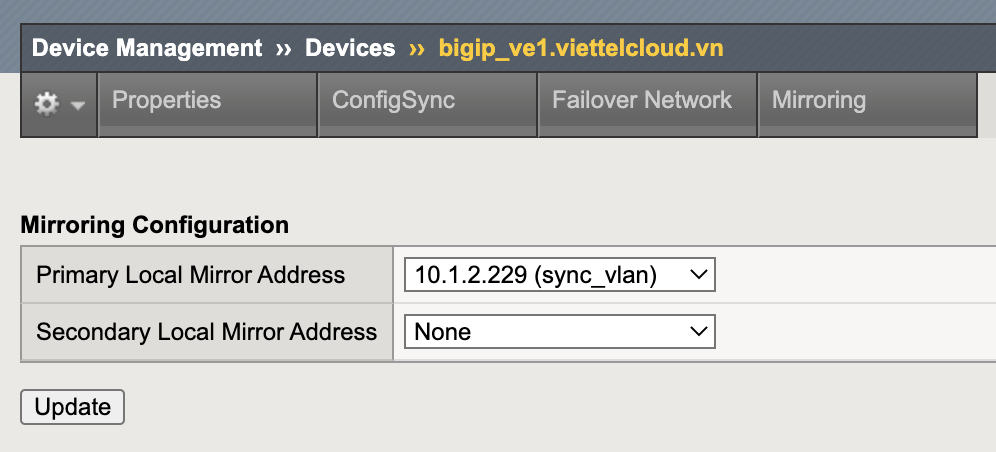 Device Management ›› Devices ›› bigip_ve1.viettelcloud.vn
Properties ConfigSync Failover Network Mirroring
Mirroring Configuration
Primary Local Mirror Address 10.1.2.229 (sync_vlan)
Secondary Local Mirror Address None
Update